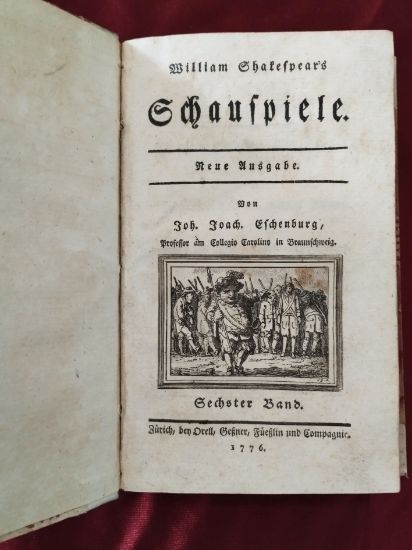 William Shakespear's
Schauspiele.
Neue Ausgabe.
Von
Joh. Joach. Eschenburg,
Professor am Collegio Carolino in Braunschweig.
Sechster Band.
Zürich, bey Orell, Geßner, Füeßlin und Compagnie.
1776.